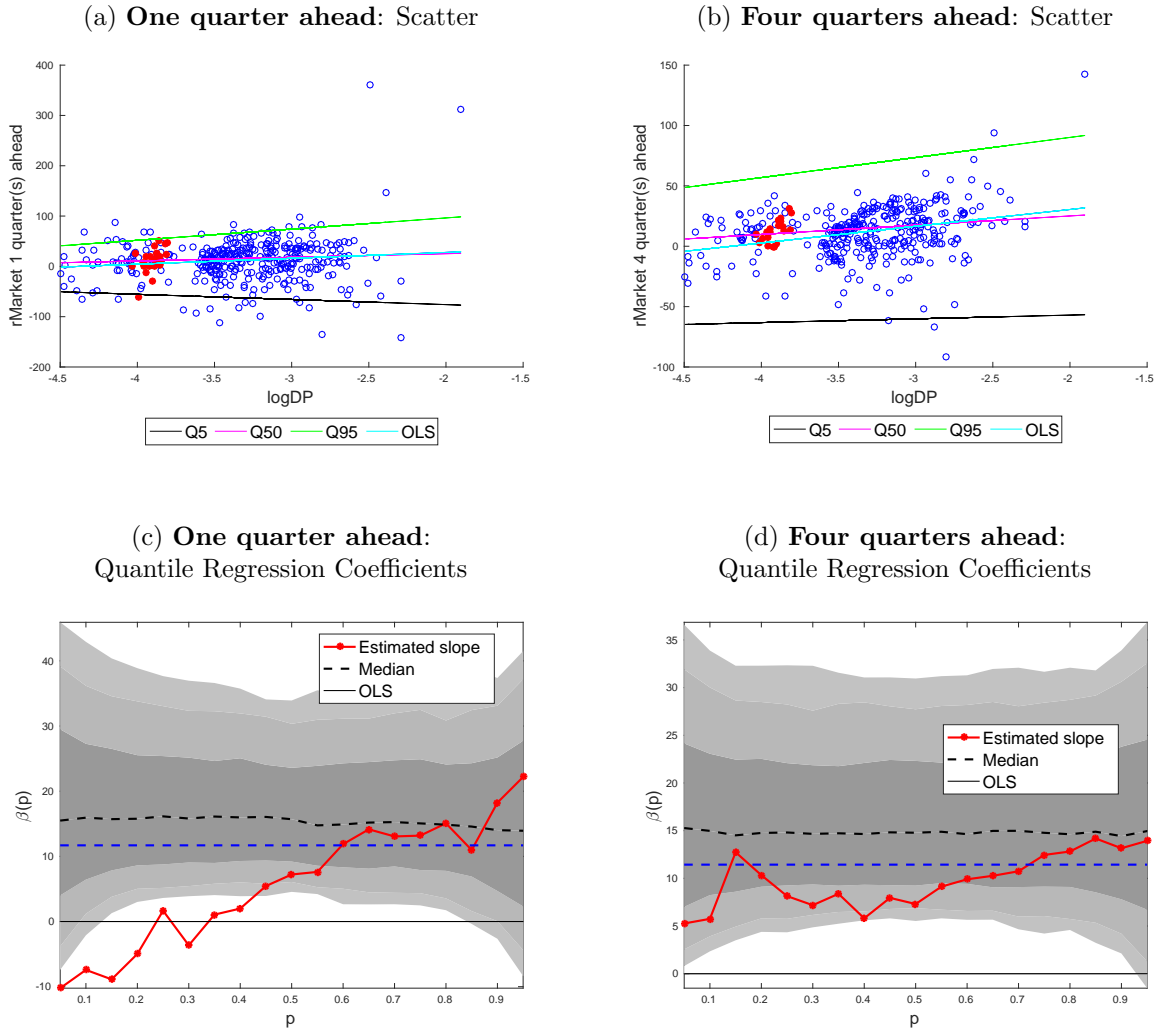 (a) One quarter ahead: Scatter
400
300
200
100
0
-100
-200
rMarket 1 quarter(s) ahead
-4.5 -4 -3.5 -3 -2.5 -2 -1.5
logDP
Q5 Q50 Q95 OLS
(b) Four quarters ahead: Scatter
150
100
50
0
-50
-100
rMarket 4 quarter(s) ahead
-4.5 -4 -3.5 -3 -2.5 -2 -1.5
logDP
Q5 Q50 Q95 OLS
(c) One quarter ahead:
Quantile Regression Coefficients
40
30
20
10
0
-10
β(p)
Estimated slope
Median
OLS
0.1 0.2 0.3 0.4 0.5 0.6 0.7 0.8 0.9
p
(d) Four quarters ahead:
Quantile Regression Coefficients
35
30
25
20
15
10
5
0
β(p)
Estimated slope
Median
OLS
0.1 0.2 0.3 0.4 0.5 0.6 0.7 0.8 0.9
p